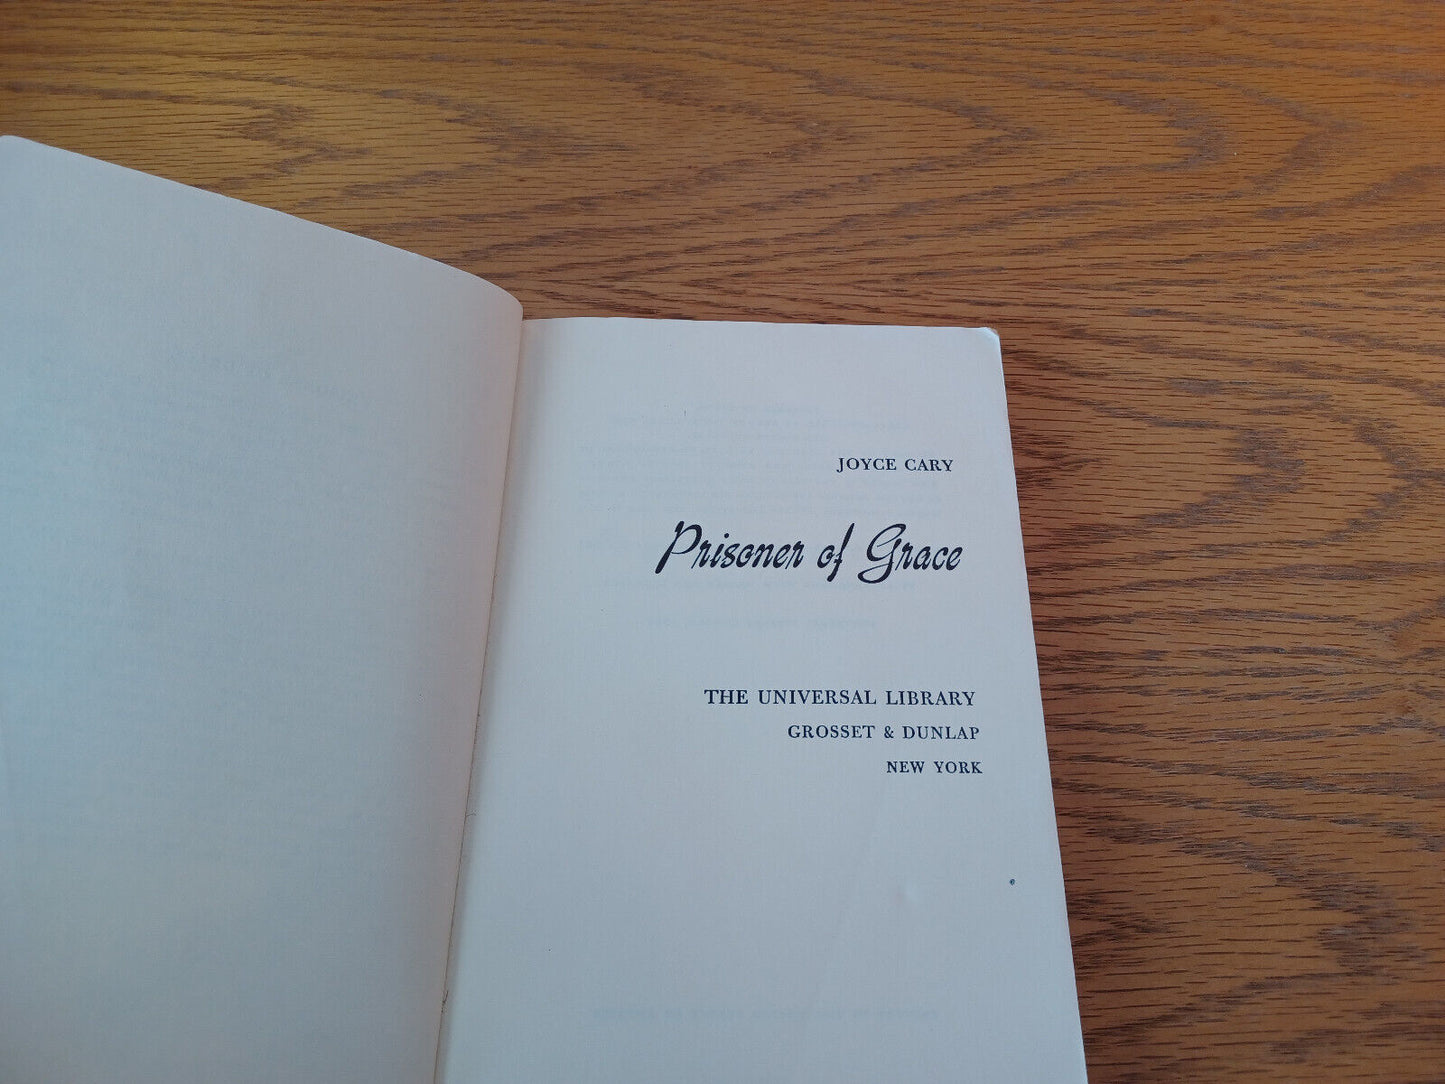 JOYCE CARY
Prisoner of Grace
THE UNIVERSAL LIBRARY
GROSSET & DUNLAP
NEW YORK